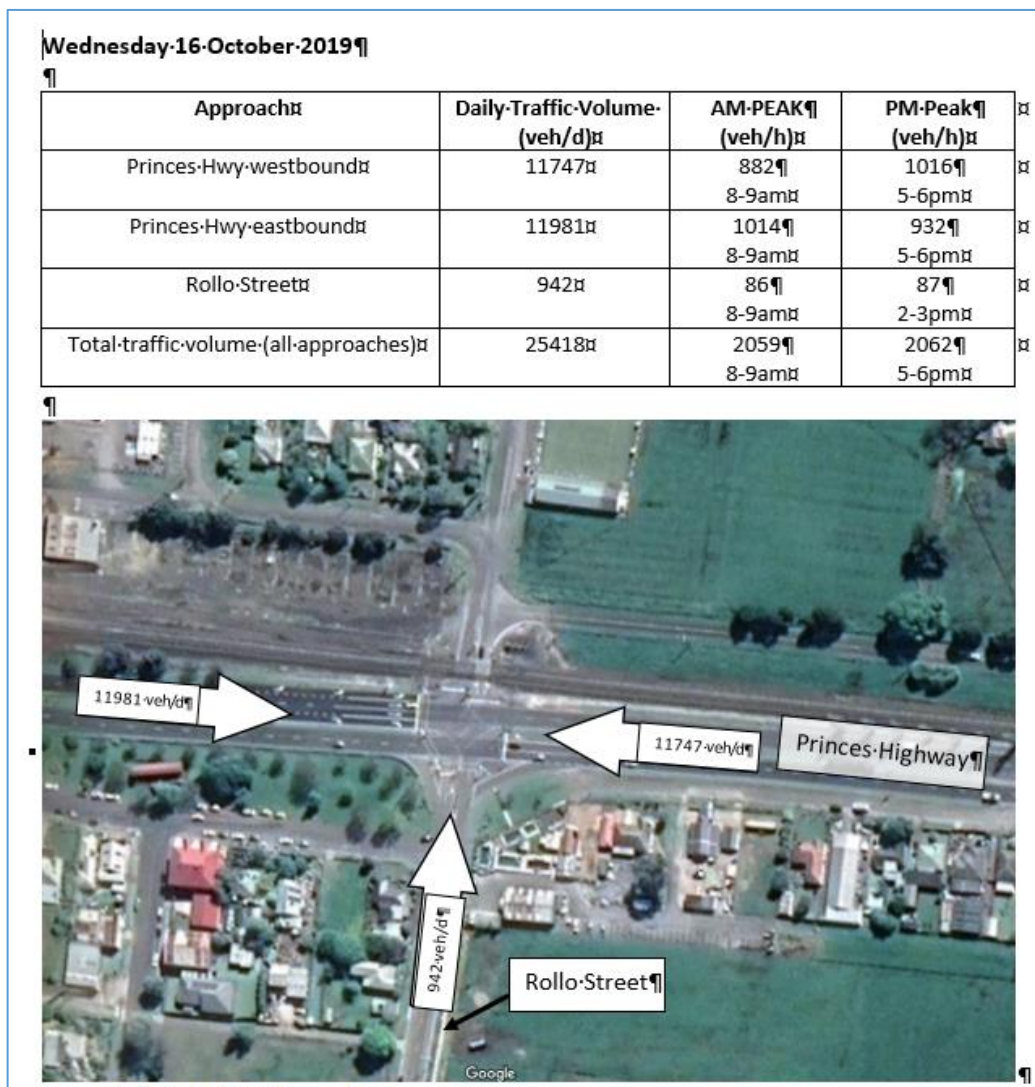 Wednesday·16·October·2019¶
¶
Approach¤ Daily·Traffic·Volume· AM·PEAK¶ PM·Peak¶ ¤
(veh/d)¤ (veh/h)¤ (veh/h)¤
Princes·Hwy·westbound¤ 11747¤ 882¶ 1016¶ ¤
8-9am¤ 5-6pm¤
Princes·Hwy·eastbound¤ 11981¤ 1014¶ 932¶ ¤
8-9am¤ 5-6pm¤
Rollo·Street¤ 942¤ 86¶ 87¶ ¤
8-9am¤ 2-3pm¤
Total·traffic·volume·(all·approaches)¤ 25418¤ 2059¶ 2062¶ ¤
8-9am¤ 5-6pm¤
¶
11981·veh/d¶
11747·veh/d¶
Princes·Highway¶
942·veh/d¶
Rollo·Street¶
Google
¶